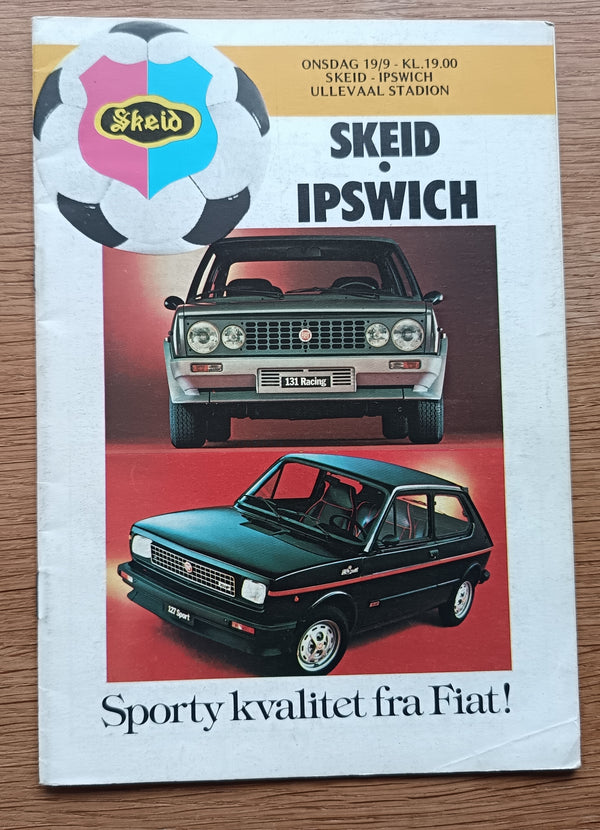 Skeid
ONSDAG 19/9 - KL.19.00
SKEID - IPSWICH
ULLEVAAL STADION
SKEID
•
IPSWICH
131 Racing
127 Sport
Sporty kvalitet fra Fiat!